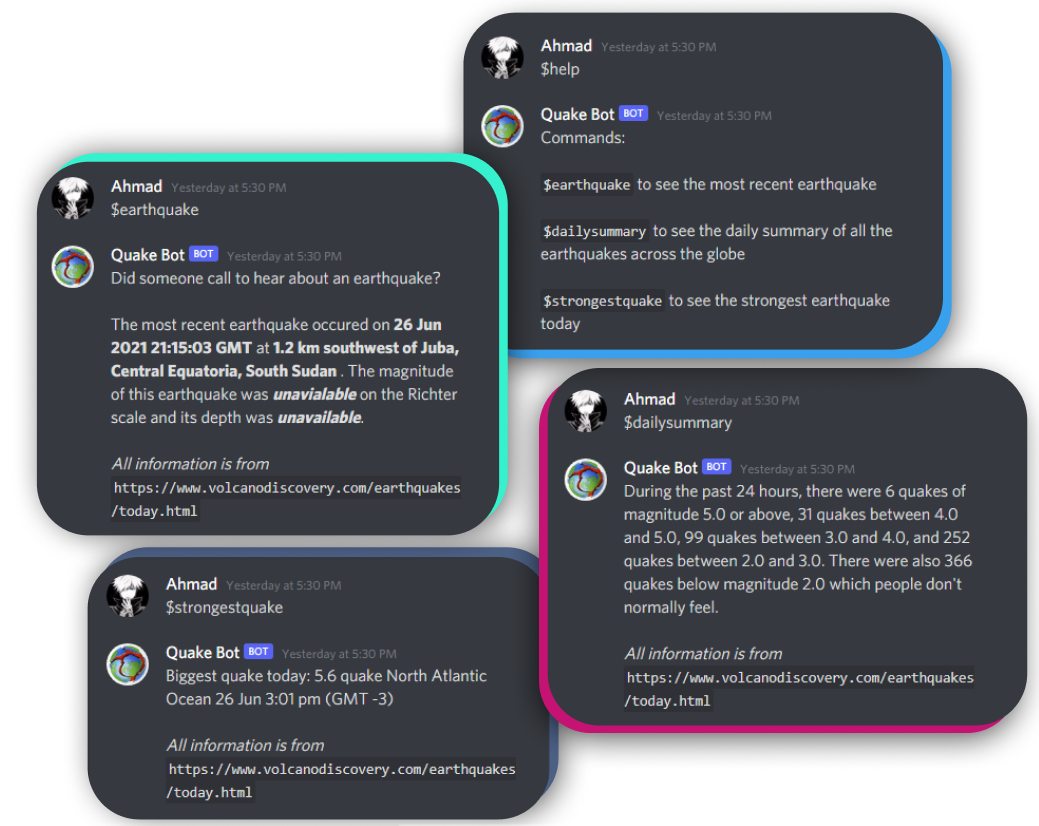 Ahmad Yesterday at 5:30 PM
$help
Quake Bot BOT Yesterday at 5:30 PM
Commands:
$earthquake to see the most recent earthquake
$dailysummary to see the daily summary of all the
earthquakes across the globe
$strongestquake to see the strongest earthquake
today
Ahmad Yesterday at 5:30 PM
$earthquake
Quake Bot BOT Yesterday at 5:30 PM
Did someone call to hear about an earthquake?
The most recent earthquake occured on 26 Jun
2021 21:15:03 GMT at 1.2 km southwest of Juba,
Central Equatoria, South Sudan . The magnitude
of this earthquake was unavialable on the Richter
scale and its depth was unavailable.
All information is from
https://www.volcanodiscovery.com/earthquakes
/today.html
Ahmad Yesterday at 5:30 PM
$dailysummary
Quake Bot BOT Yesterday at 5:30 PM
During the past 24 hours, there were 6 quakes of
magnitude 5.0 or above, 31 quakes between 4.0
and 5.0, 99 quakes between 3.0 and 4.0, and 252
quakes between 2.0 and 3.0. There were also 366
quakes below magnitude 2.0 which people don't
normally feel.
All information is from
https://www.volcanodiscovery.com/earthquakes
/today.html
Ahmad Yesterday at 5:30 PM
$strongestquake
Quake Bot BOT Yesterday at 5:30 PM
Biggest quake today: 5.6 quake North Atlantic
Ocean 26 Jun 3:01 pm (GMT -3)
All information is from
https://www.volcanodiscovery.com/earthquakes
/today.html